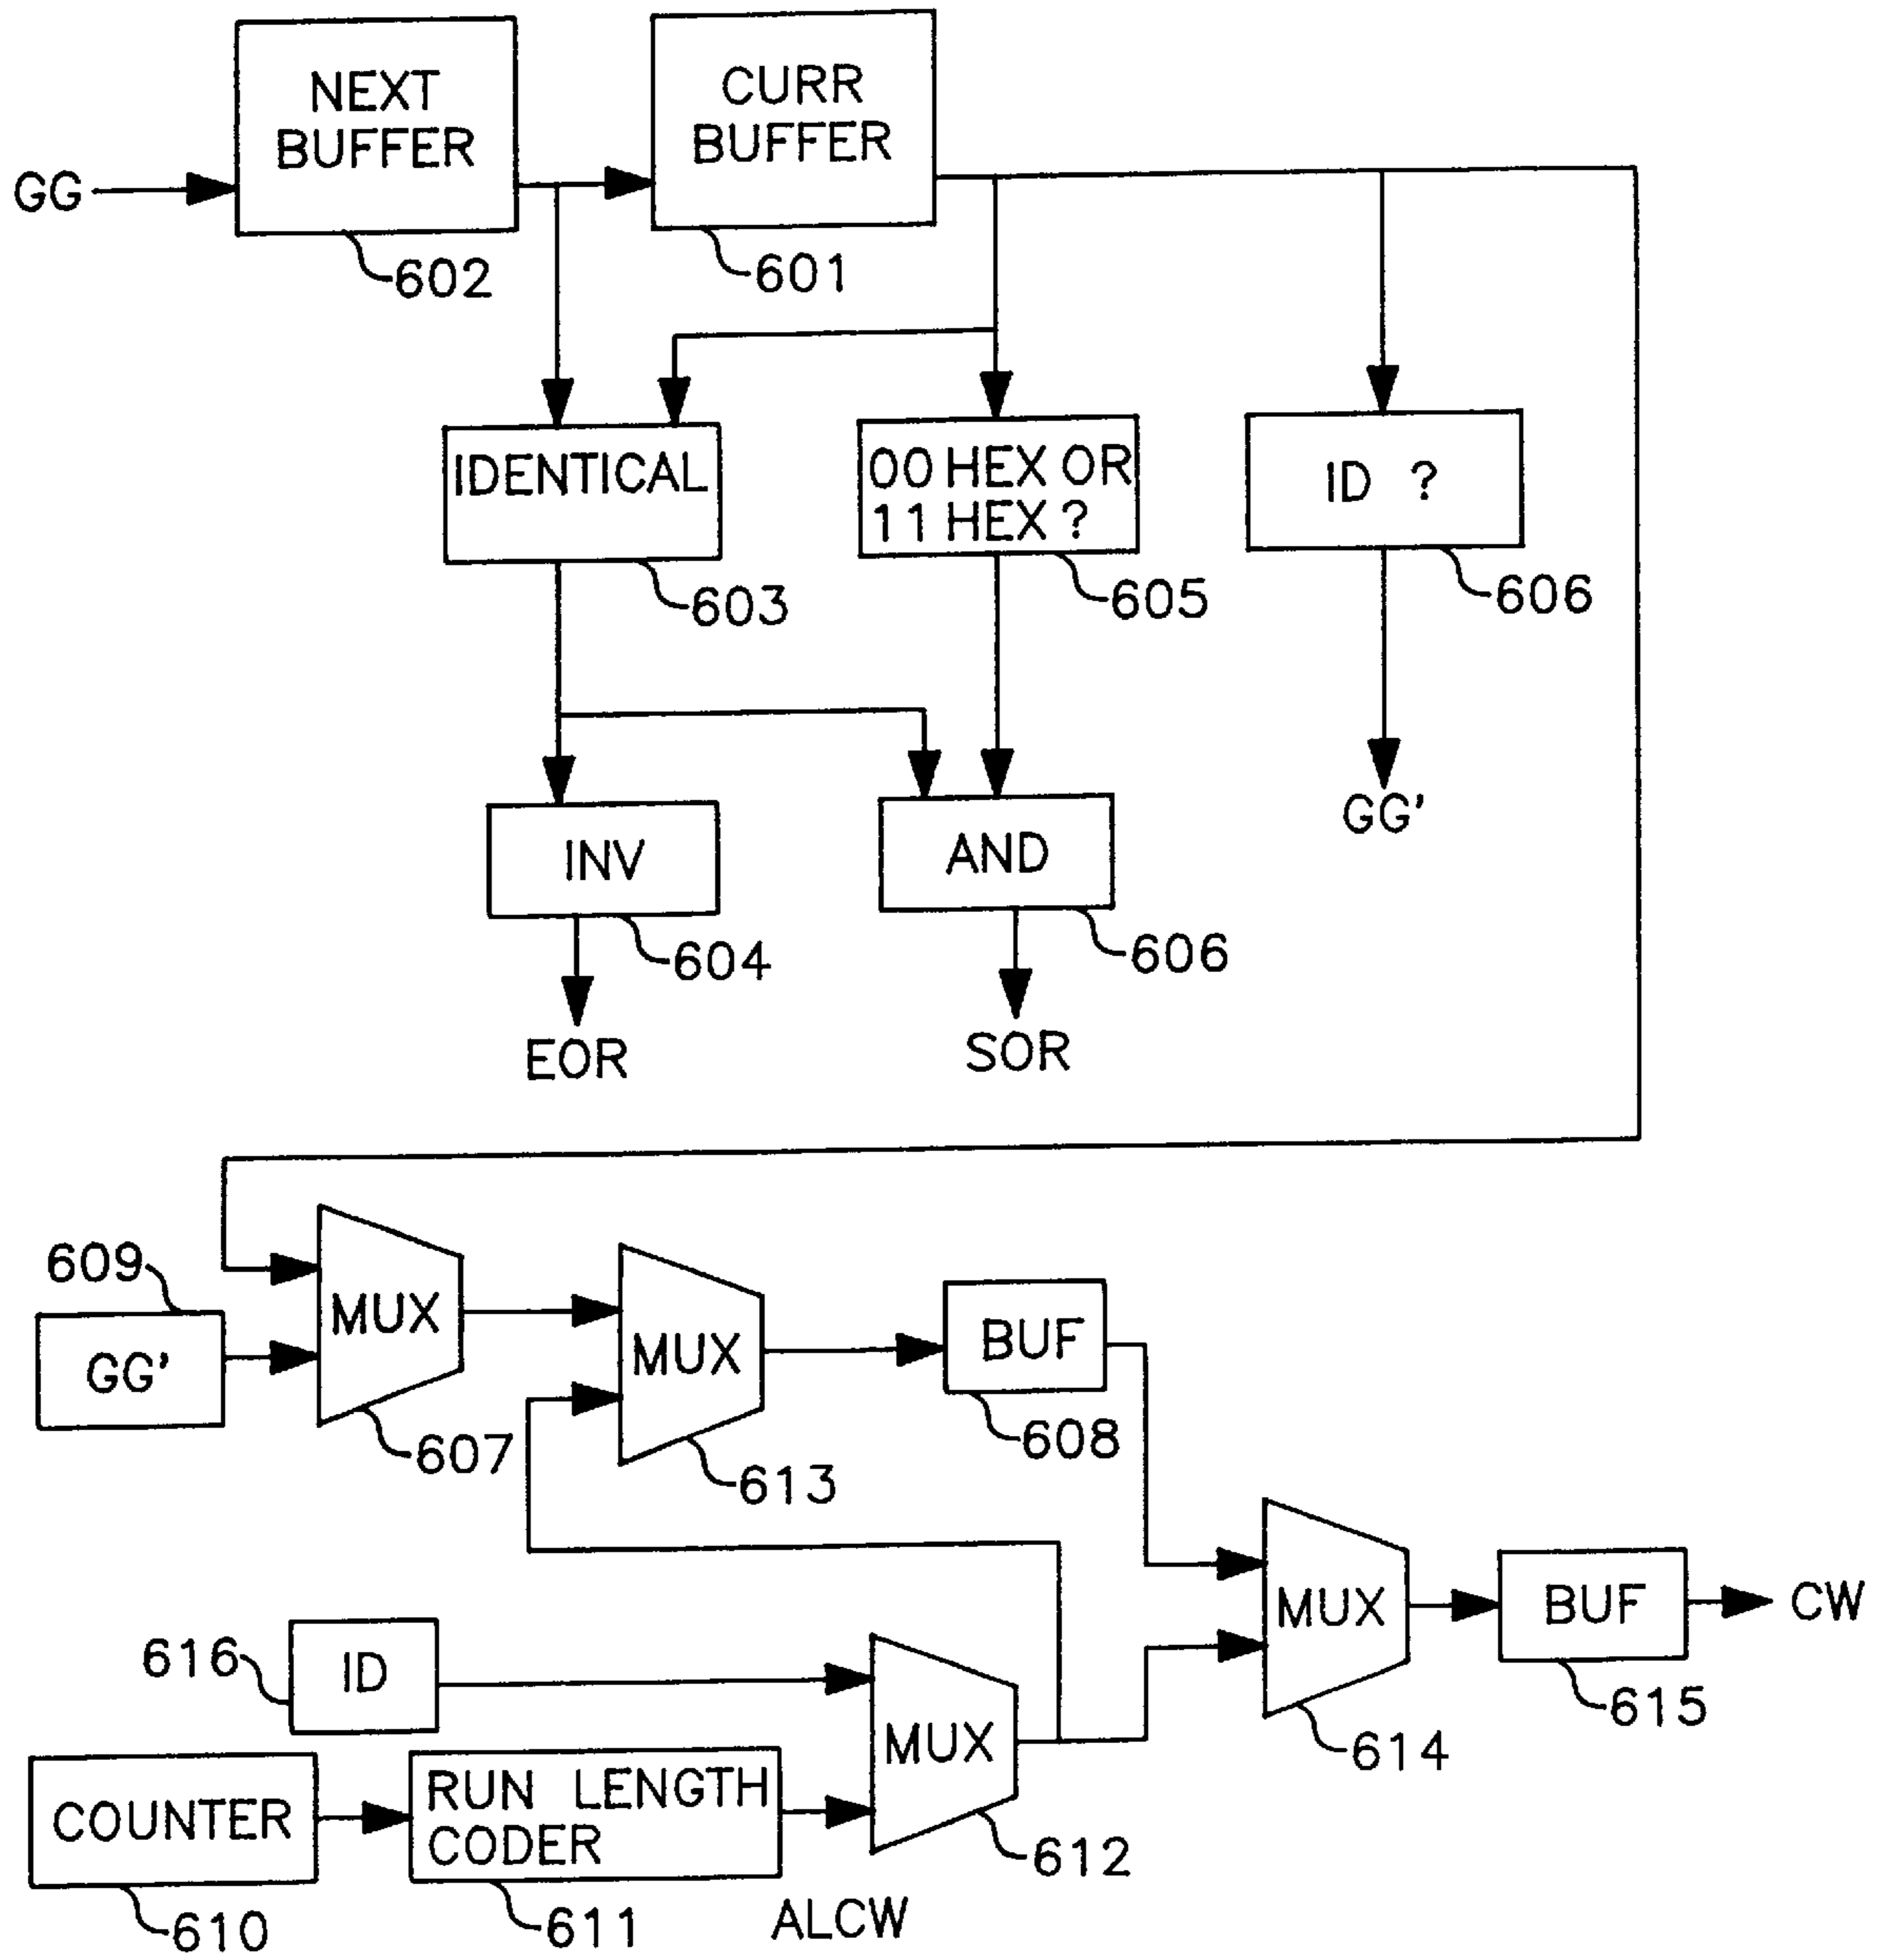 NEXT
BUFFER
CURR
BUFFER
GG
602
601
IDENTICAL
00 HEX OR
11 HEX ?
ID ?
603
605
606
INV
AND
GG'
604
606
EOR
SOR
609
MUX
MUX
BUF
GG'
607
613
608
MUX
BUF
CW
616
ID
MUX
615
614
COUNTER
RUN LENGTH
CODER
612
610
611
ALCW